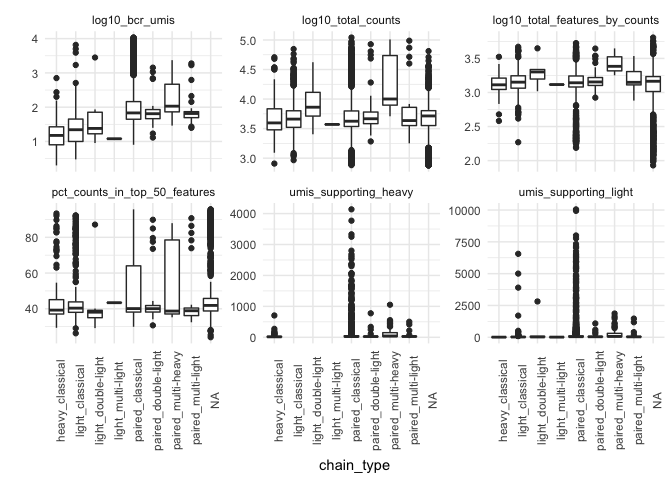 log10_bcr_umis
4
3
2
1
log10_total_counts
5.0
4.5
4.0
3.5
3.0
log10_total_features_by_counts
3.5
3.0
2.5
2.0
pct_counts_in_top_50_features
80
60
40
umis_supporting_heavy
4000
3000
2000
1000
0
umis_supporting_light
10000
7500
5000
2500
0
heavy_classical
light_classical
light_double-light
light_multi-light
paired_classical
paired_double-light
paired_multi-heavy
paired_multi-light
NA
heavy_classical
light_classical
light_double-light
light_multi-light
paired_classical
paired_double-light
paired_multi-heavy
paired_multi-light
NA
heavy_classical
light_classical
light_double-light
light_multi-light
paired_classical
paired_double-light
paired_multi-heavy
paired_multi-light
NA
chain_type